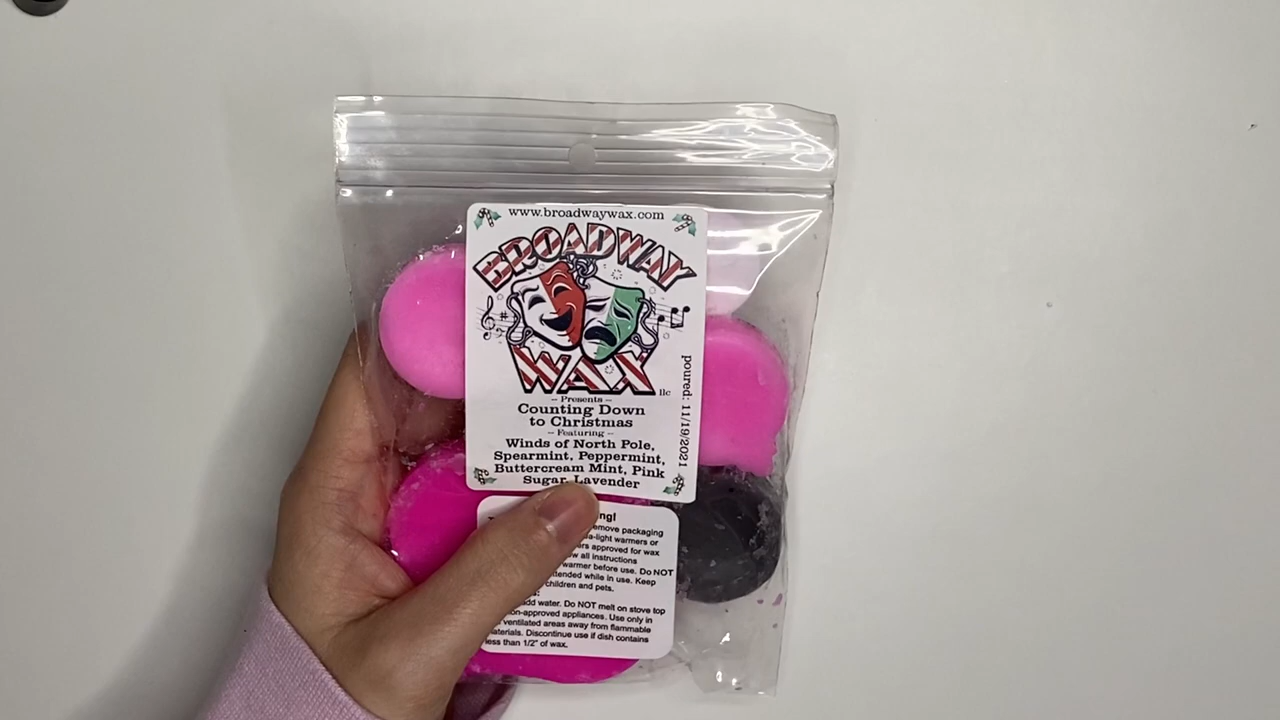 www.broadwaywax.com
BROADWAY
WAX
llc
-- Presents --
Counting Down
to Christmas
-- Featuring --
Winds of North Pole,
Spearmint, Peppermint,
Buttercream Mint, Pink
Sugar, Lavender
poured: 11/19/2021
remove packaging
approved for wax
all instructions
warmer before use. Do NOT
while in use. Keep
children and pets.
add water. Do NOT melt on stove top
appliances. Use only in
ventilated areas away from flammable
materials. Discontinue use if dish contains
less than 1/2" of wax.